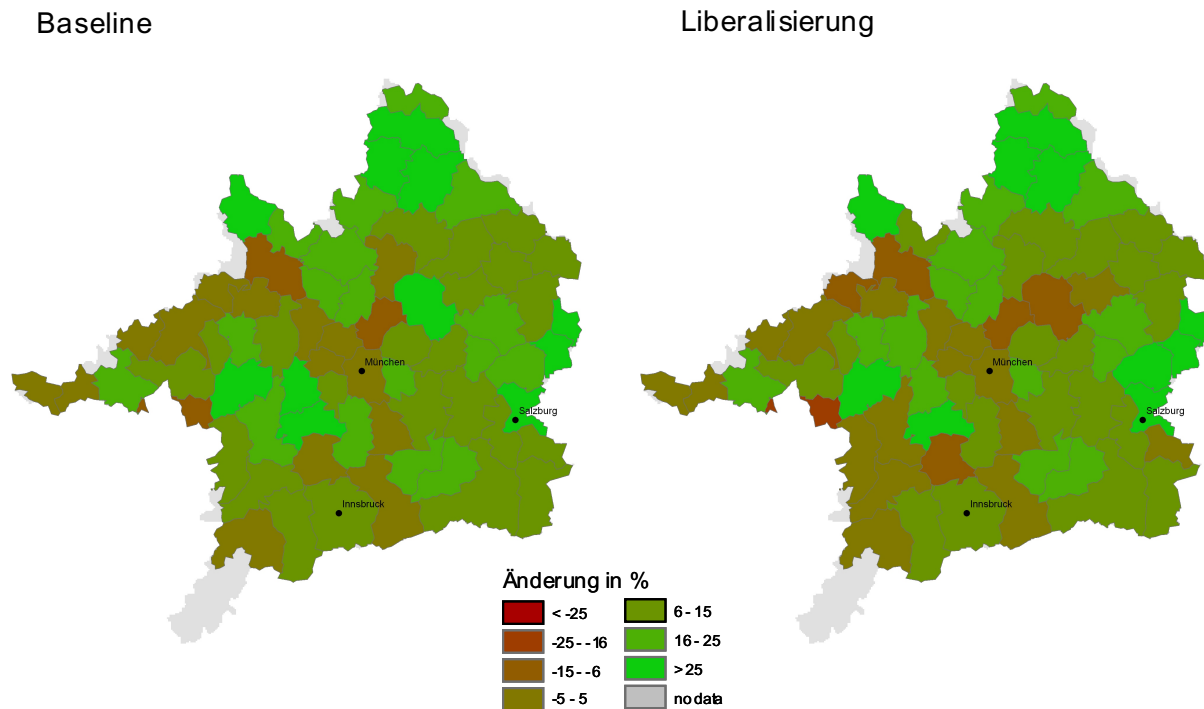 Baseline
Liberalisierung
München
Salzburg
Innsbruck
München
Salzburg
Innsbruck
Änderung in %
< -25
-25 - -16
-15 - -6
-5 - 5
6 - 15
16 - 25
> 25
no data